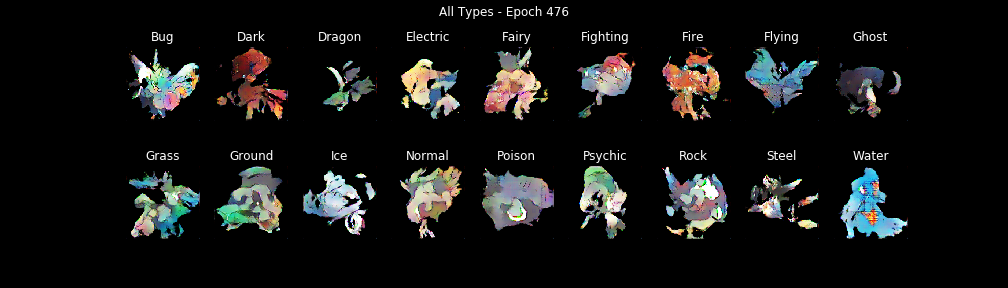 All Types - Epoch 476
Bug Dark Dragon Electric Fairy Fighting Fire Flying Ghost
Grass Ground Ice Normal Poison Psychic Rock Steel Water